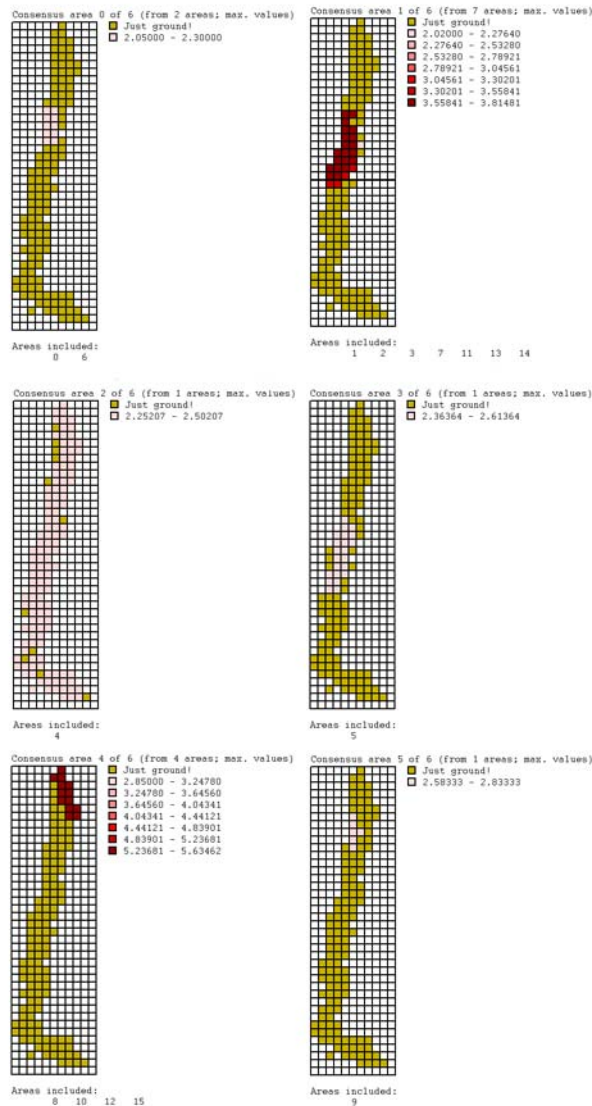 Consensus area 0 of 6 (from 2 areas; max. values)
Just ground!
2.05000 - 2.30000
Areas included:
0 6
Consensus area 1 of 6 (from 7 areas; max. values)
Just ground!
2.02000 - 2.27640
2.27640 - 2.53280
2.53280 - 2.78921
2.78921 - 3.04561
3.04561 - 3.30201
3.30201 - 3.55841
3.55841 - 3.81481
Areas included:
1 2 3 7 11 13 14
Consensus area 2 of 6 (from 1 areas; max. values)
Just ground!
2.25207 - 2.50207
Areas included:
4
Consensus area 3 of 6 (from 1 areas; max. values)
Just ground!
2.36364 - 2.61364
Areas included:
5
Consensus area 4 of 6 (from 4 areas; max. values)
Just ground!
2.85000 - 3.24780
3.24780 - 3.64560
3.64560 - 4.04341
4.04341 - 4.44121
4.44121 - 4.83901
4.83901 - 5.23681
5.23681 - 5.63462
Areas included:
8 10 12 15
Consensus area 5 of 6 (from 1 areas; max. values)
Just ground!
2.58333 - 2.83333
Areas included:
9